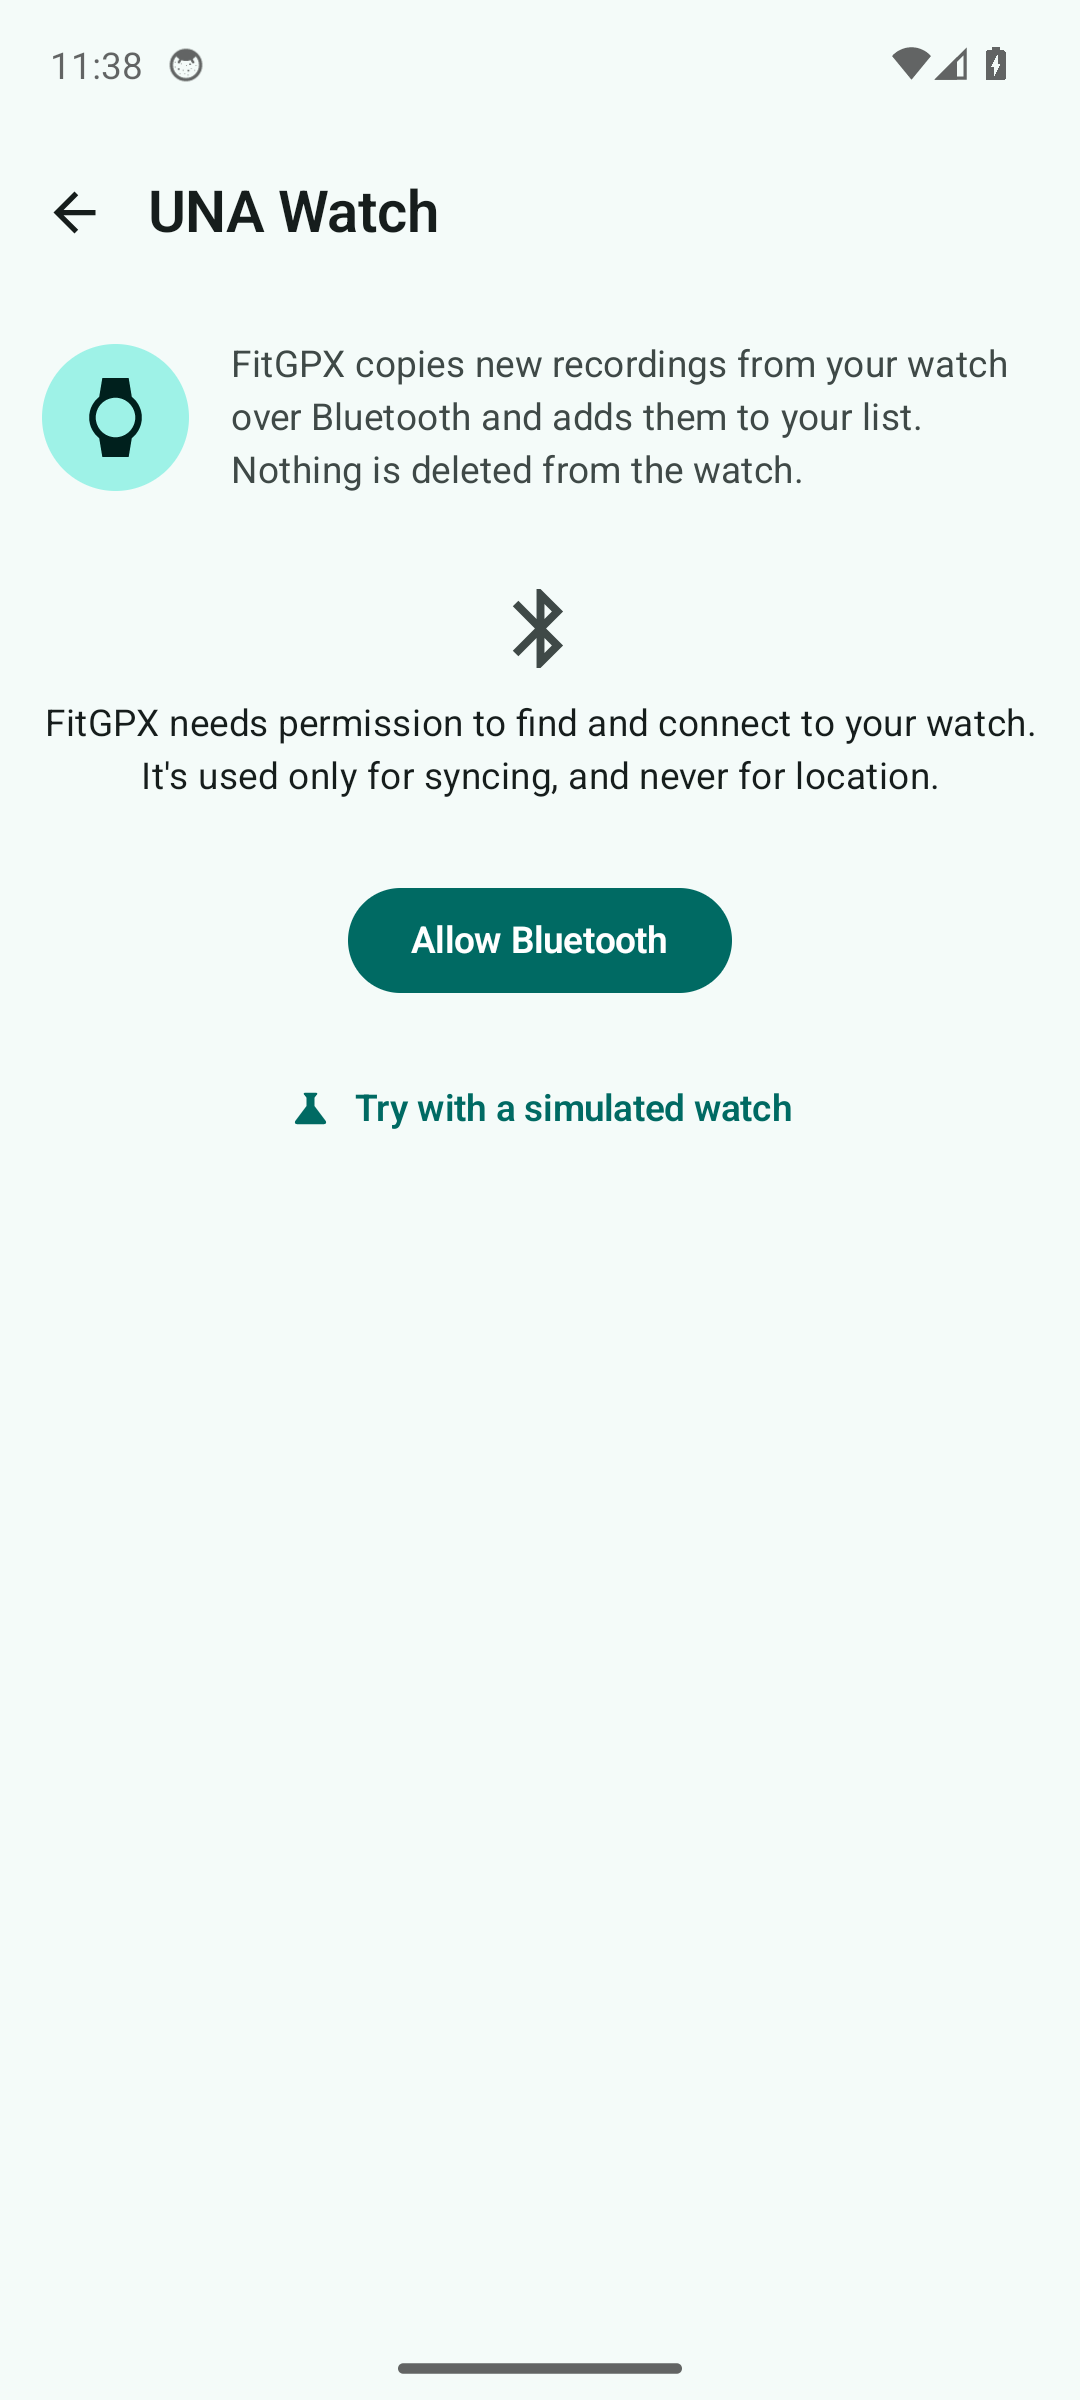 11:38
UNA Watch
FitGPX copies new recordings from your watch
over Bluetooth and adds them to your list.
Nothing is deleted from the watch.
FitGPX needs permission to find and connect to your watch.
It's used only for syncing, and never for location.
Allow Bluetooth
Try with a simulated watch